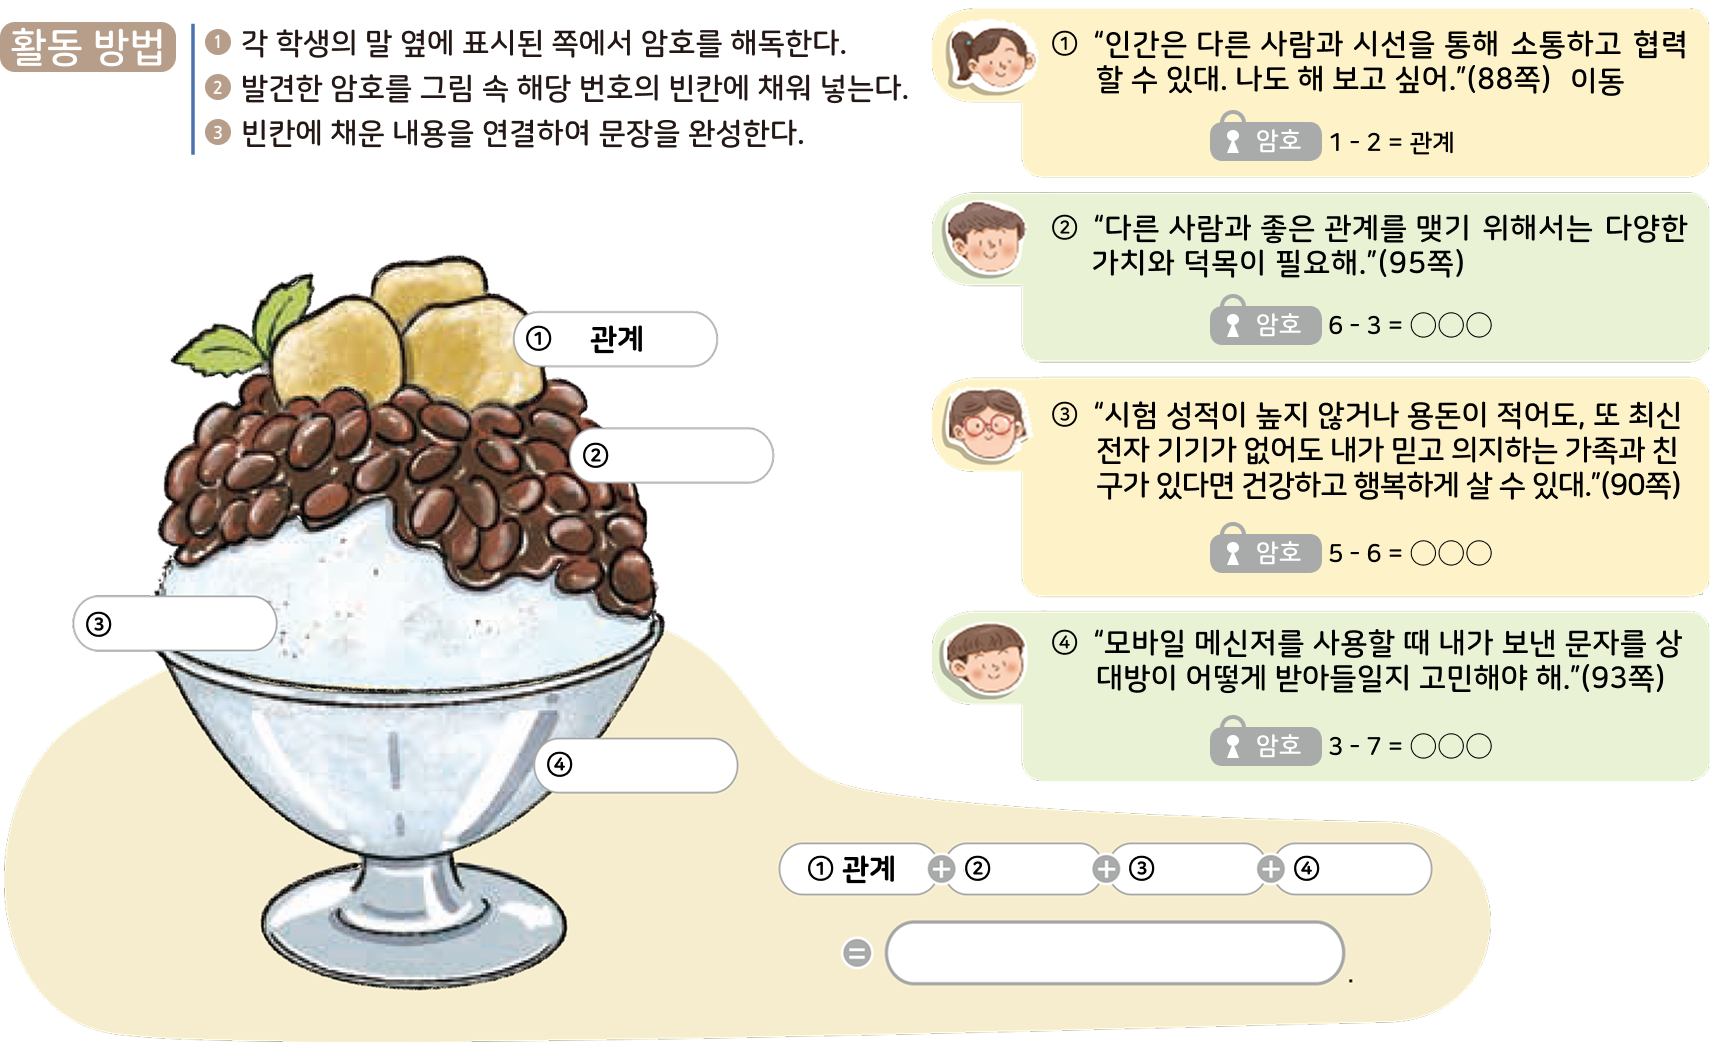 활동 방법
1 각 학생의 말 옆에 표시된 쪽에서 암호를 해독한다.
2 발견한 암호를 그림 속 해당 번호의 빈칸에 채워 넣는다.
3 빈칸에 채운 내용을 연결하여 문장을 완성한다.
① “인간은 다른 사람과 시선을 통해 소통하고 협력
할 수 있대. 나도 해 보고 싶어.”(88쪽) 이동
암호 1 - 2 = 관계
② “다른 사람과 좋은 관계를 맺기 위해서는 다양한
가치와 덕목이 필요해.”(95쪽)
암호 6 - 3 = ○○○
③ “시험 성적이 높지 않거나 용돈이 적어도, 또 최신
전자 기기가 없어도 내가 믿고 의지하는 가족과 친
구가 있다면 건강하고 행복하게 살 수 있대.”(90쪽)
암호 5 - 6 = ○○○
④ “모바일 메신저를 사용할 때 내가 보낸 문자를 상
대방이 어떻게 받아들일지 고민해야 해.”(93쪽)
암호 3 - 7 = ○○○
① 관계
②
③
④
① 관계 + ② + ③ + ④
= .